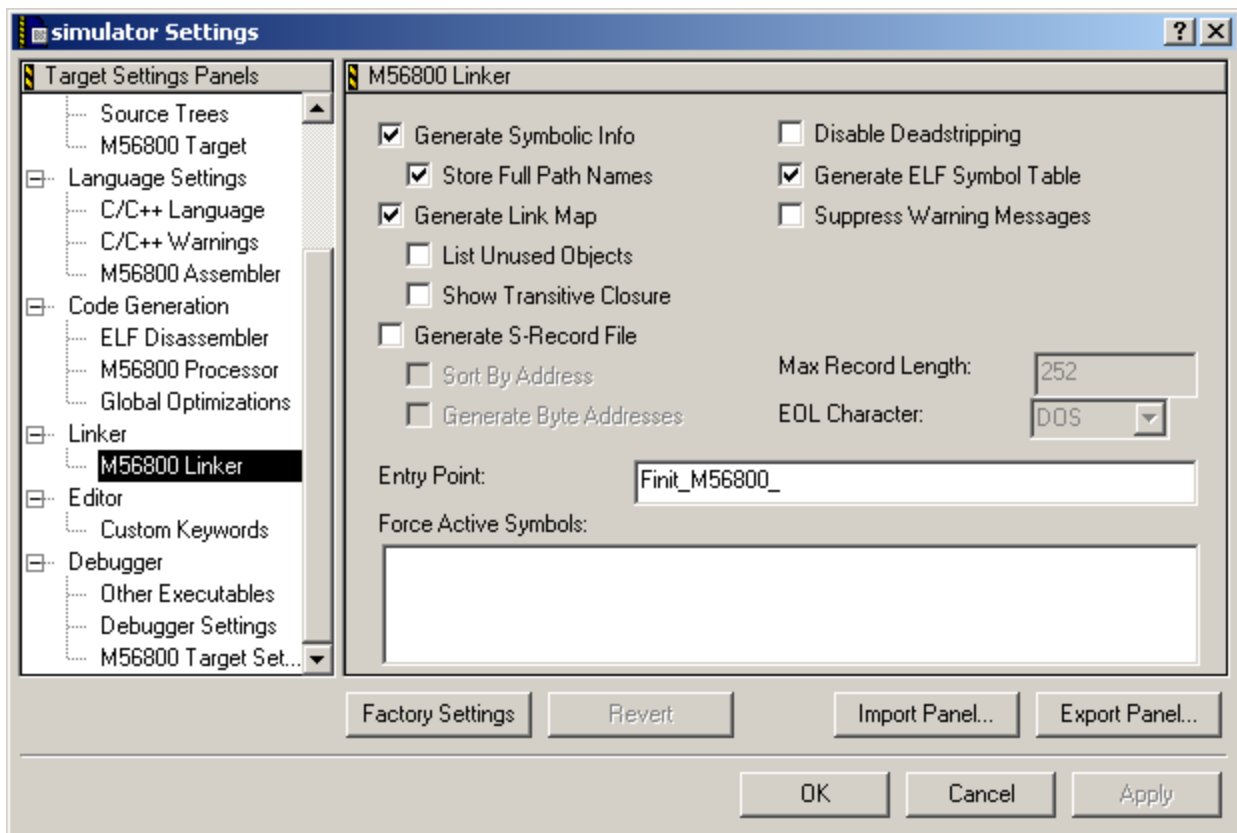 simulator Settings
Target Settings Panels
Source Trees
M56800 Target
Language Settings
C/C++ Language
C/C++ Warnings
M56800 Assembler
Code Generation
ELF Disassembler
M56800 Processor
Global Optimizations
Linker
M56800 Linker
Editor
Custom Keywords
Debugger
Other Executables
Debugger Settings
M56800 Target Set...
M56800 Linker
Generate Symbolic Info
Store Full Path Names
Generate Link Map
List Unused Objects
Show Transitive Closure
Generate S-Record File
Sort By Address
Generate Byte Addresses
Disable Deadstripping
Generate ELF Symbol Table
Suppress Warning Messages
Max Record Length: 252
EOL Character: DOS
Entry Point: Finit_M56800_
Force Active Symbols:
Factory Settings Revert Import Panel... Export Panel...
OK Cancel Apply